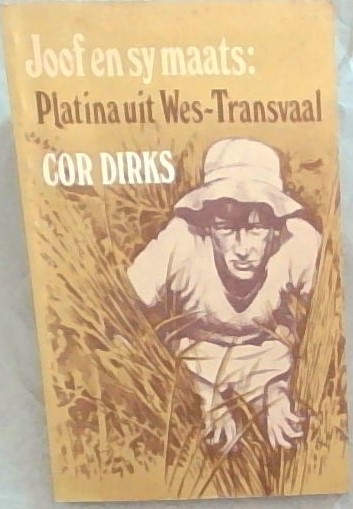 Joof en sy maats:
Platina uit Wes-Transvaal
COR DIRKS